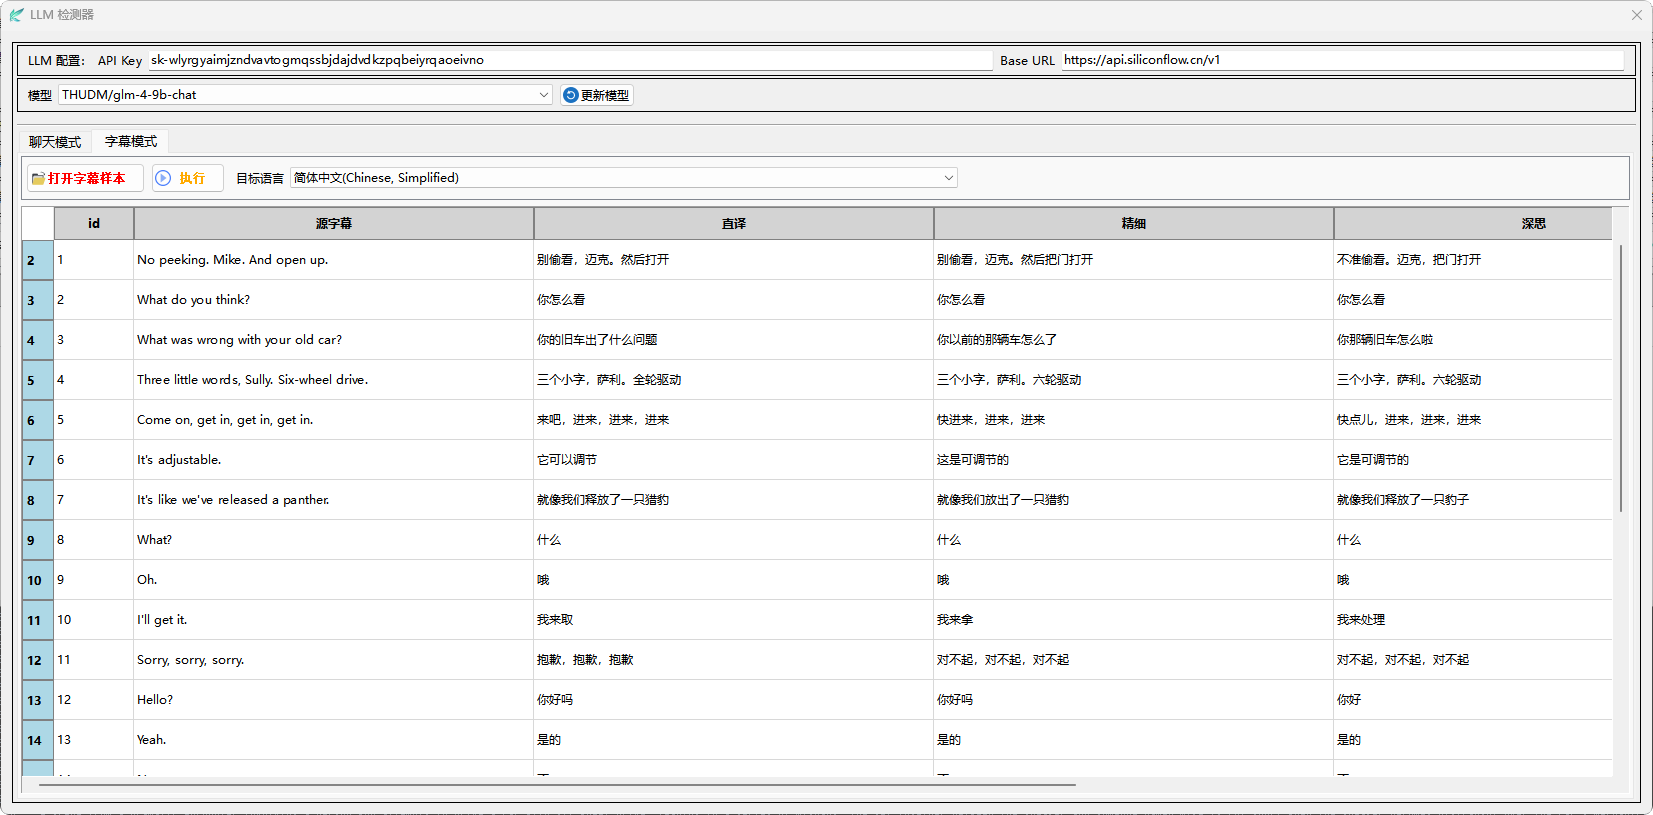 LLM 检测器
LLM 配置： API Key sk-wlyrgyaimjzndvavtogmqssbjdajdvdkzpqbeiyrqaoeivno Base URL https://api.siliconflow.cn/v1
模型 THUDM/glm-4-9b-chat 更新模型
聊天模式 字幕模式
打开字幕样本 执行 目标语言 简体中文(Chinese, Simplified)
id 源字幕 直译 精细 深思
2 1 No peeking. Mike. And open up. 别偷看，迈克。然后打开 别偷看，迈克。然后把门打开 不准偷看。迈克，把门打开
3 2 What do you think? 你怎么看 你怎么看 你怎么看
4 3 What was wrong with your old car? 你的旧车出了什么问题 你以前的那辆车怎么了 你那辆旧车怎么啦
5 4 Three little words, Sully. Six-wheel drive. 三个小字，萨利。全轮驱动 三个小字，萨利。六轮驱动 三个小字，萨利。六轮驱动
6 5 Come on, get in, get in, get in. 来吧，进来，进来，进来 快进来，进来，进来 快点儿，进来，进来，进来
7 6 It's adjustable. 它可以调节 这是可调节的 它是可调节的
8 7 It's like we've released a panther. 就像我们释放了一只猎豹 就像我们放出了一只猎豹 就像我们释放了一只豹子
9 8 What? 什么 什么 什么
10 9 Oh. 哦 哦 哦
11 10 I'll get it. 我来取 我来拿 我来处理
12 11 Sorry, sorry, sorry. 抱歉，抱歉，抱歉 对不起，对不起，对不起 对不起，对不起，对不起
13 12 Hello? 你好吗 你好吗 你好
14 13 Yeah. 是的 是的 是的